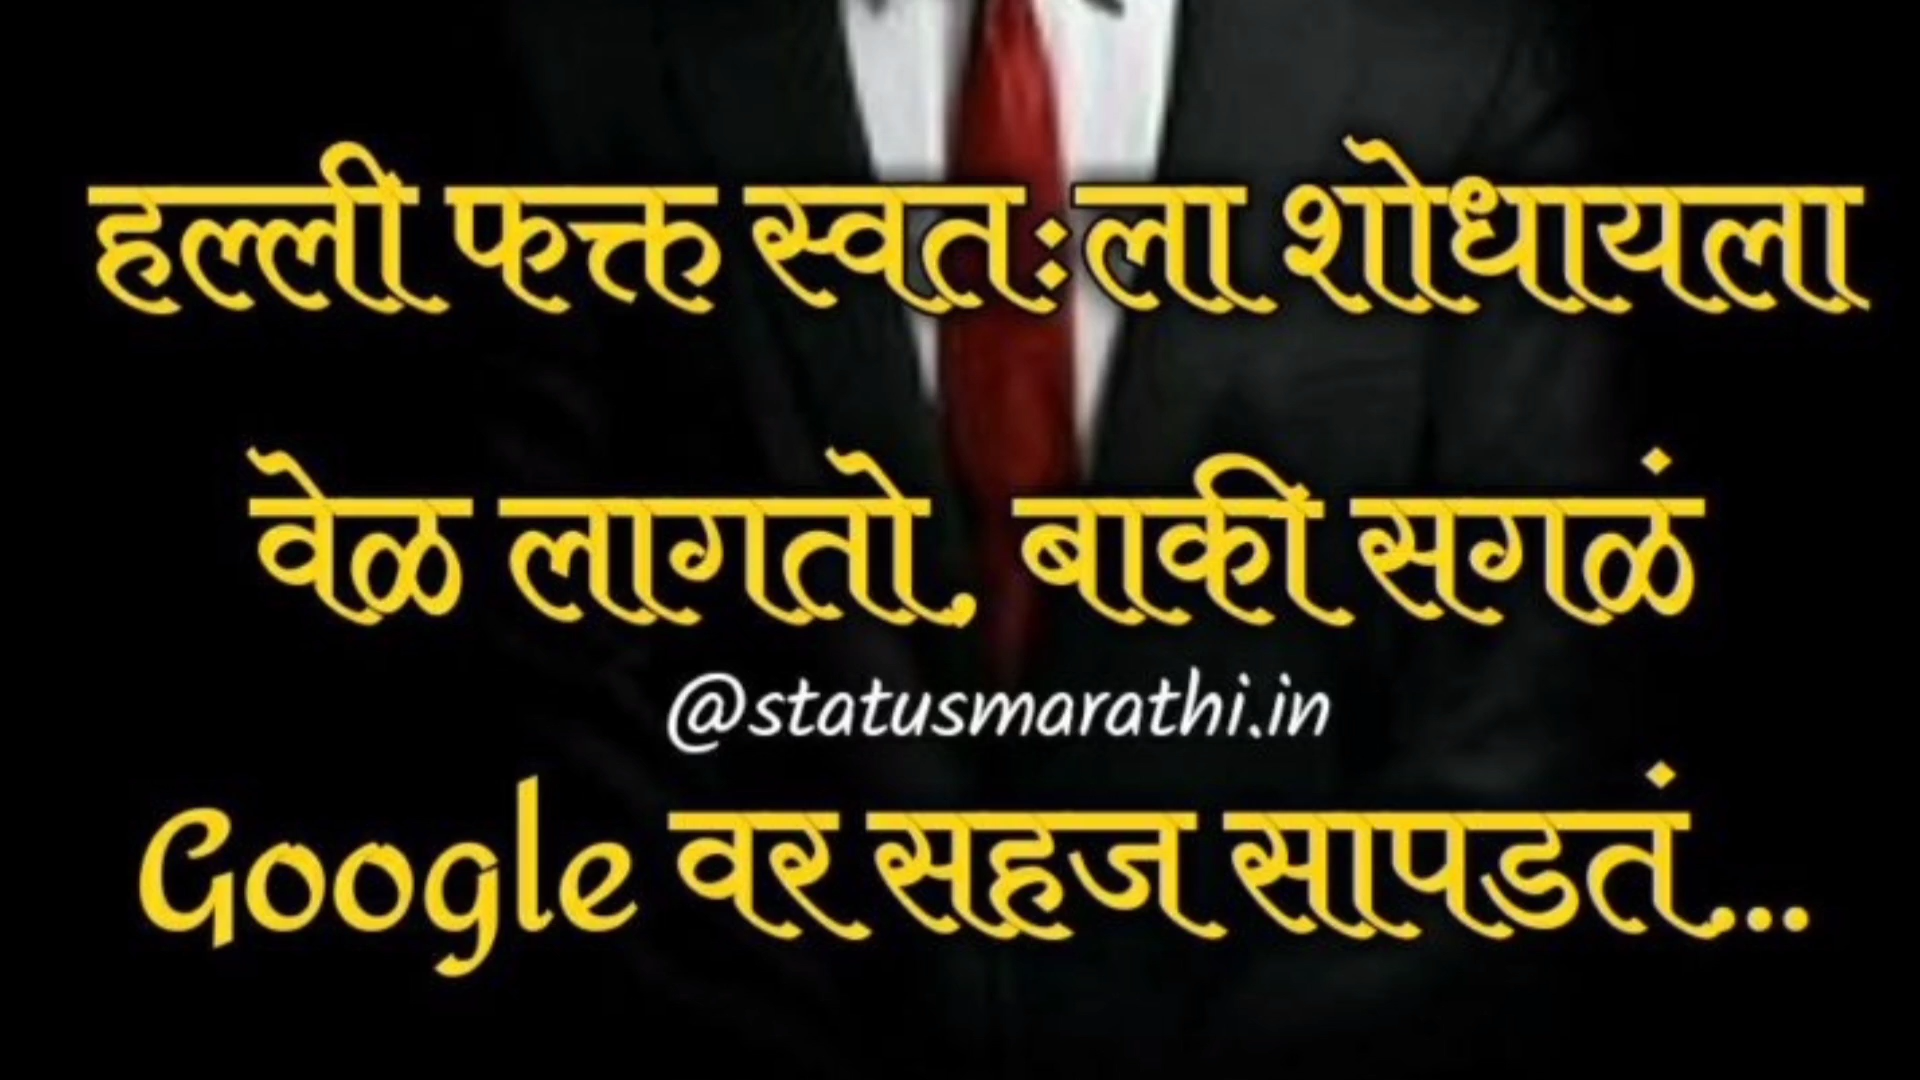 हल्ली फक्त स्वतःला शोधायला
वेळ लागतो, बाकी सगळं
@statusmarathi.in
Google वर सहज सापडतं...